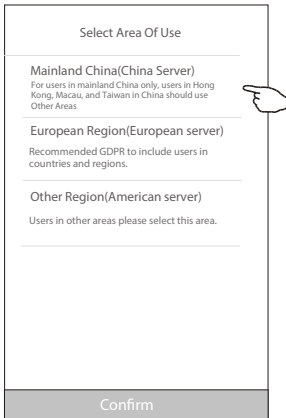 Select Area Of Use
Mainland China(China Server)
For users in mainland China only, users in Hong
Kong, Macau, and Taiwan in China should use
Other Areas
European Region(European server)
Recommended GDPR to include users in
countries and regions.
Other Region(American server)
Users in other areas please select this area.
Confirm